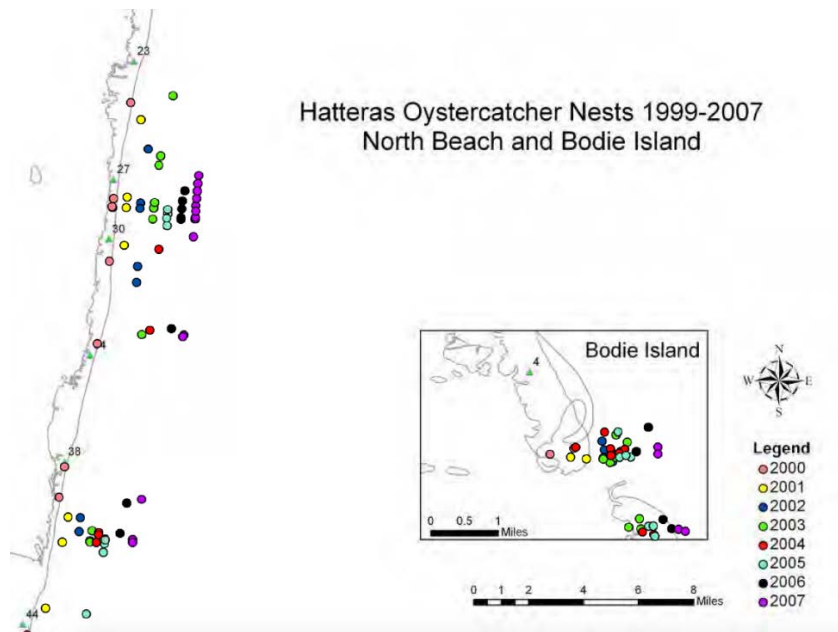 23
Hatteras Oystercatcher Nests 1999-2007
North Beach and Bodie Island
27
30
4
38
44
Bodie Island
4
0 0.5 1
Miles
N
W E
S
Legend
2000
2001
2002
2003
2004
2005
2006
2007
0 1 2 4 6 8
Miles